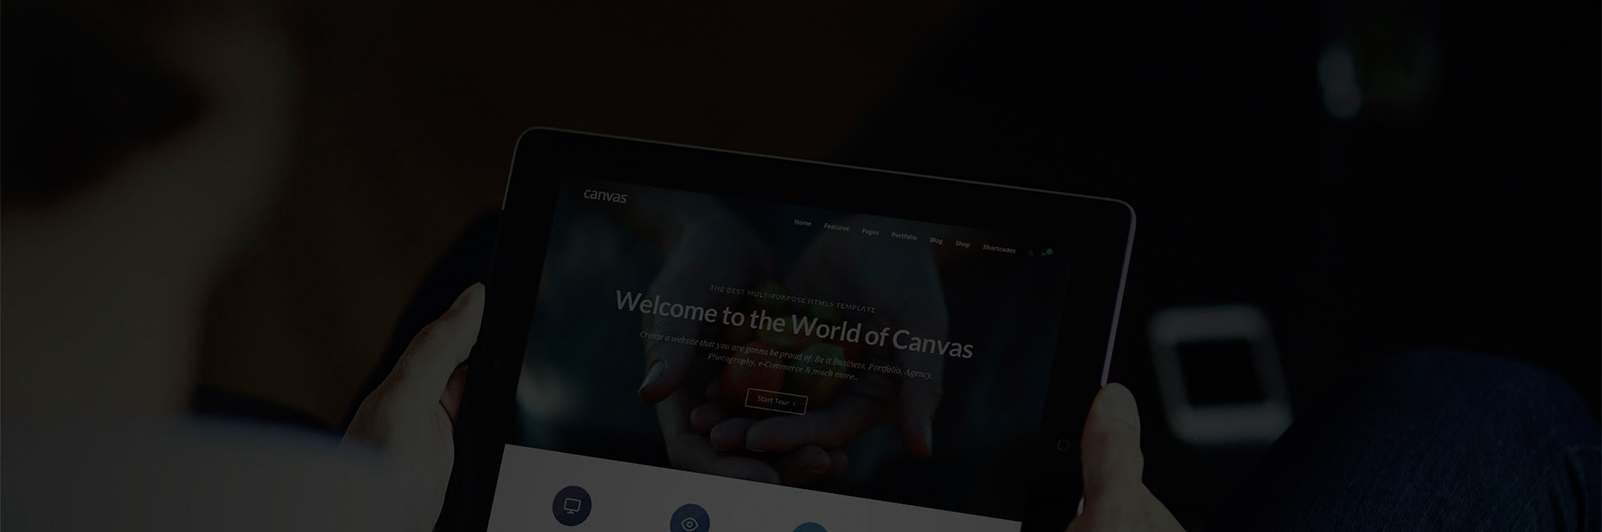 canvas
Home Features Pages Portfolio Blog Shop Shortcodes
THE BEST MULTIPURPOSE HTML5 TEMPLATE
Welcome to the World of Canvas
Create a website that you are gonna be proud of. Be it Business, Portfolio, Agency,
Photography, e-Commerce & much more..
Start Tour